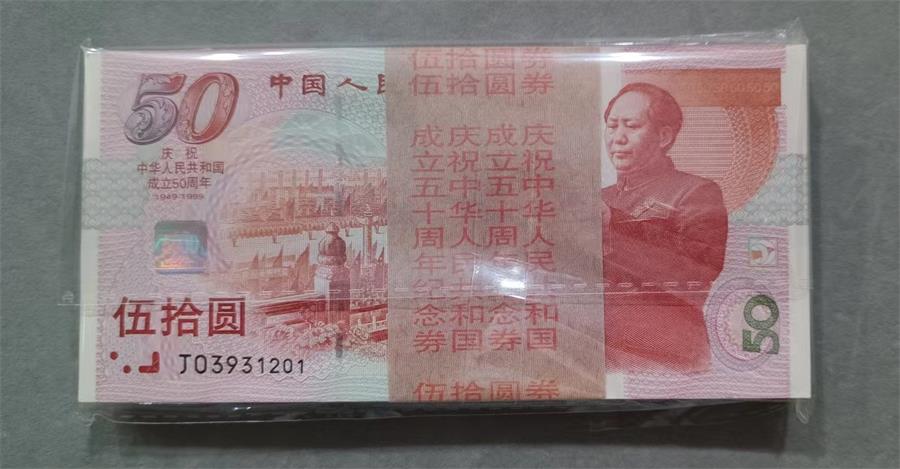 50
中国人民
庆祝
中华人民共和国
成立50周年
1949-1999
伍拾圆
J03931201
伍拾圆券
伍拾圆券
庆祝中华人民共和国
成立五十周年纪念券
庆祝中华人民共和国
成立五十周年纪念券
伍拾圆券
50